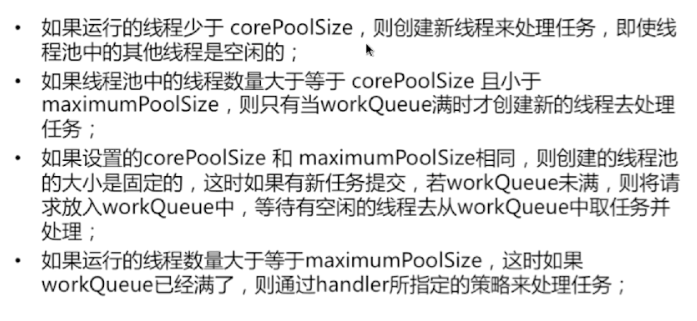 • 如果运行的线程少于 corePoolSize，则创建新线程来处理任务，即使线
程池中的其他线程是空闲的；
• 如果线程池中的线程数量大于等于 corePoolSize 且小于
maximumPoolSize，则只有当workQueue满时才创建新的线程去处理
任务；
• 如果设置的corePoolSize 和 maximumPoolSize相同，则创建的线程池
的大小是固定的，这时如果有新任务提交，若workQueue未满，则将请
求放入workQueue中，等待有空闲的线程去从workQueue中取任务并
处理；
• 如果运行的线程数量大于等于maximumPoolSize，这时如果
workQueue已经满了，则通过handler所指定的策略来处理任务；